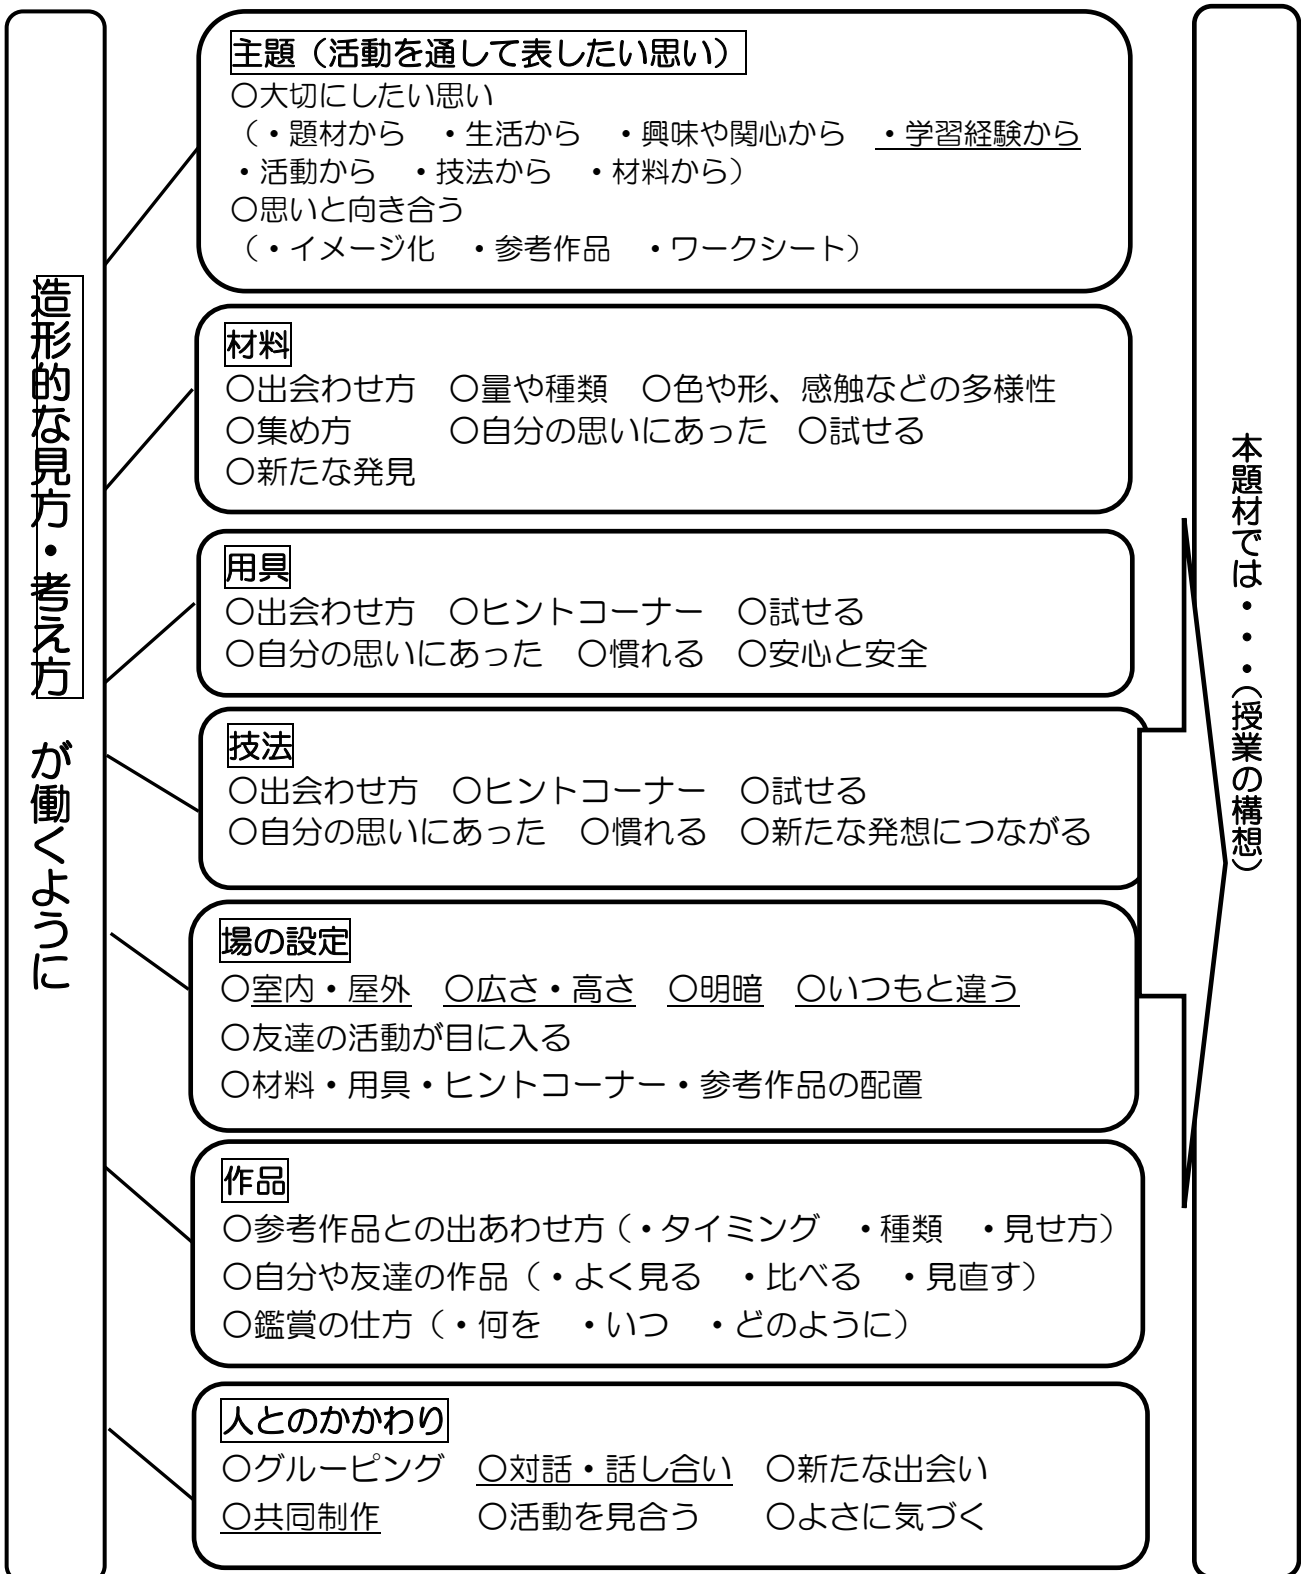 造形的な見方・考え方　が働くように
主題（活動を通して表したい思い）
○大切にしたい思い
（・題材から　・生活から　・興味や関心から　・学習経験から
・活動から　・技法から　・材料から）
○思いと向き合う
（・イメージ化　・参考作品　・ワークシート）
材料
○出会わせ方　○量や種類　○色や形、感触などの多様性
○集め方　　　○自分の思いにあった　○試せる
○新たな発見
用具
○出会わせ方　○ヒントコーナー　○試せる
○自分の思いにあった　○慣れる　○安心と安全
技法
○出会わせ方　○ヒントコーナー　○試せる
○自分の思いにあった　○慣れる　○新たな発想につながる
場の設定
○室内・屋外　○広さ・高さ　○明暗　○いつもと違う
○友達の活動が目に入る
○材料・用具・ヒントコーナー・参考作品の配置
作品
○参考作品との出あわせ方（・タイミング　・種類　・見せ方）
○自分や友達の作品（・よく見る　・比べる　・見直す）
○鑑賞の仕方（・何を　・いつ　・どのように）
人とのかかわり
○グルーピング　○対話・話し合い　○新たな出会い
○共同制作　　　○活動を見合う　　○よさに気づく
本題材では・・・（授業の構想）